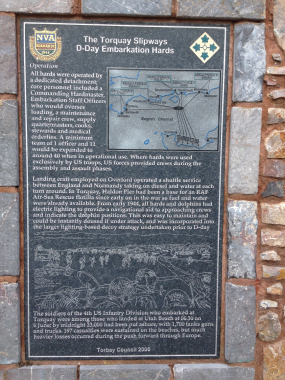 NVA
The Torquay Slipways
D-Day Embarkation Hards
Operation
All hards were operated by
a dedicated detachment;
core personnel included a
Commanding Hardmaster,
Embarkation Staff Officers
who would oversee
loading, a maintenance
and repair crew, supply
quartermasters, cooks,
stewards and medical
orderlies. A minimum
team of 1 officer and 12
would be expanded to
around 40 when in operational use. Where hards were used
exclusively by US troops, US forces provided crews during the
embarkation and assault phases.
Landing craft employed on Overlord operated a shuttle service
between England and Normandy taking on diesel and water at each
turn around. In Torquay, Haldon Pier had been a base for an RAF
Air-Sea Rescue flotilla since early on in the war so fuel and water
were already available. From early 1944, all hards and dolphins had
electric lighting to provide a navigational aid to approaching crews
and indicate the dolphin positions. This was easy to maintain and
could be instantly doused if under attack, and was incorporated into
the larger lighting-based decoy strategy undertaken prior to D-day
The soldiers of the 4th US Infantry Division who embarked at
Torquay were among those who landed at Utah Beach at 06.30 on
6 June; by midnight 23,000 had been put ashore, with 1,700 tanks guns
and trucks. 197 casualties were sustained on the beaches, but much
heavier losses occurred during the push forward through Europe.
Torbay Council 2006